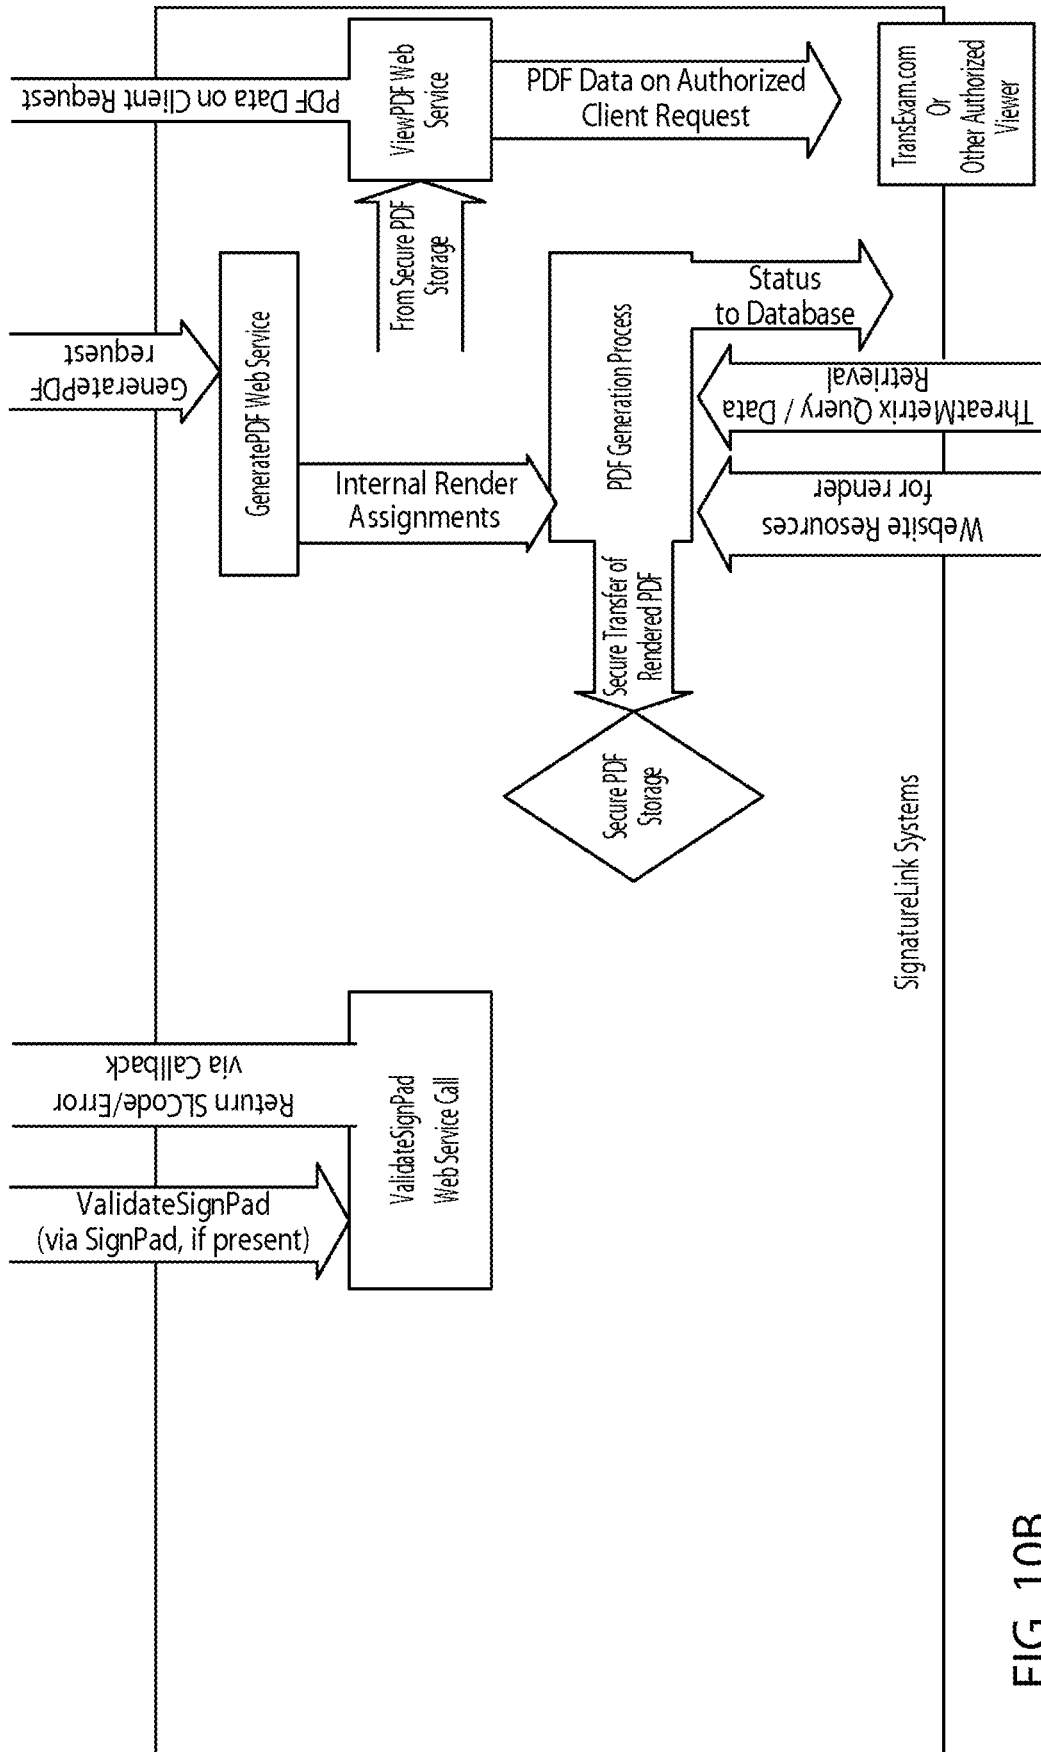 PDF Data on Client Request
ViewPDF Web
Service
PDF Data on Authorized
Client Request
TransExam.com
Or
Other Authorized
Viewer
From Secure PDF
Storage
GeneratePDF
request
GeneratePDF Web Service
Internal Render
Assignments
PDF Generation Process
Status
to Database
ThreatMetrix Query / Data
Retrieval
Website Resources
for render
Secure Transfer of
Rendered PDF
Secure PDF
Storage
SignatureLink Systems
Return SLCode/Error
via Callback
ValidateSignPad
(via SignPad, if present)
ValidateSignPad
Web Service Call
FIG. 10B